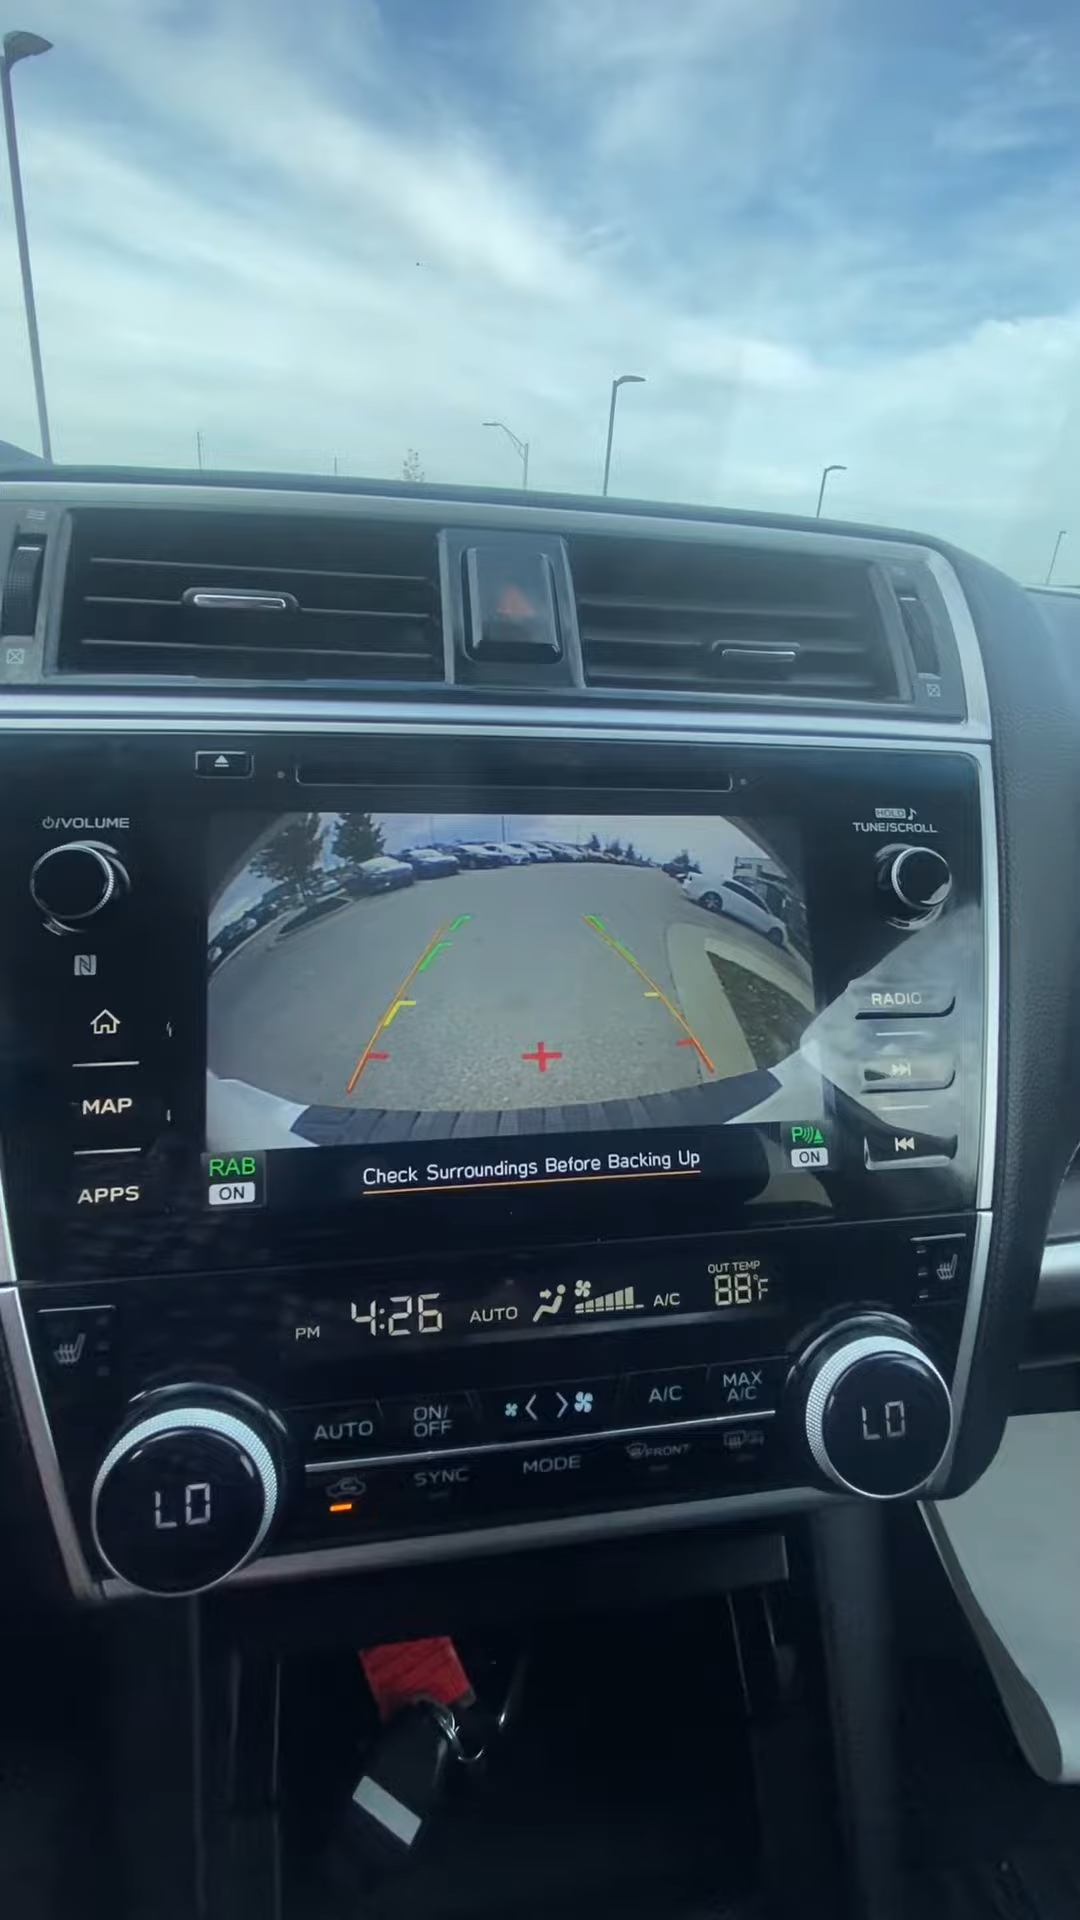 ⏻/VOLUME
HOLD ♪
TUNE/SCROLL
N
RADIO
MAP
APPS
RAB
ON
Check Surroundings Before Backing Up
P
ON
PM 4:26 AUTO A/C
OUT TEMP
88°F
AUTO
ON/
OFF
A/C
MAX
A/C
SYNC
MODE
FRONT
LO
LO